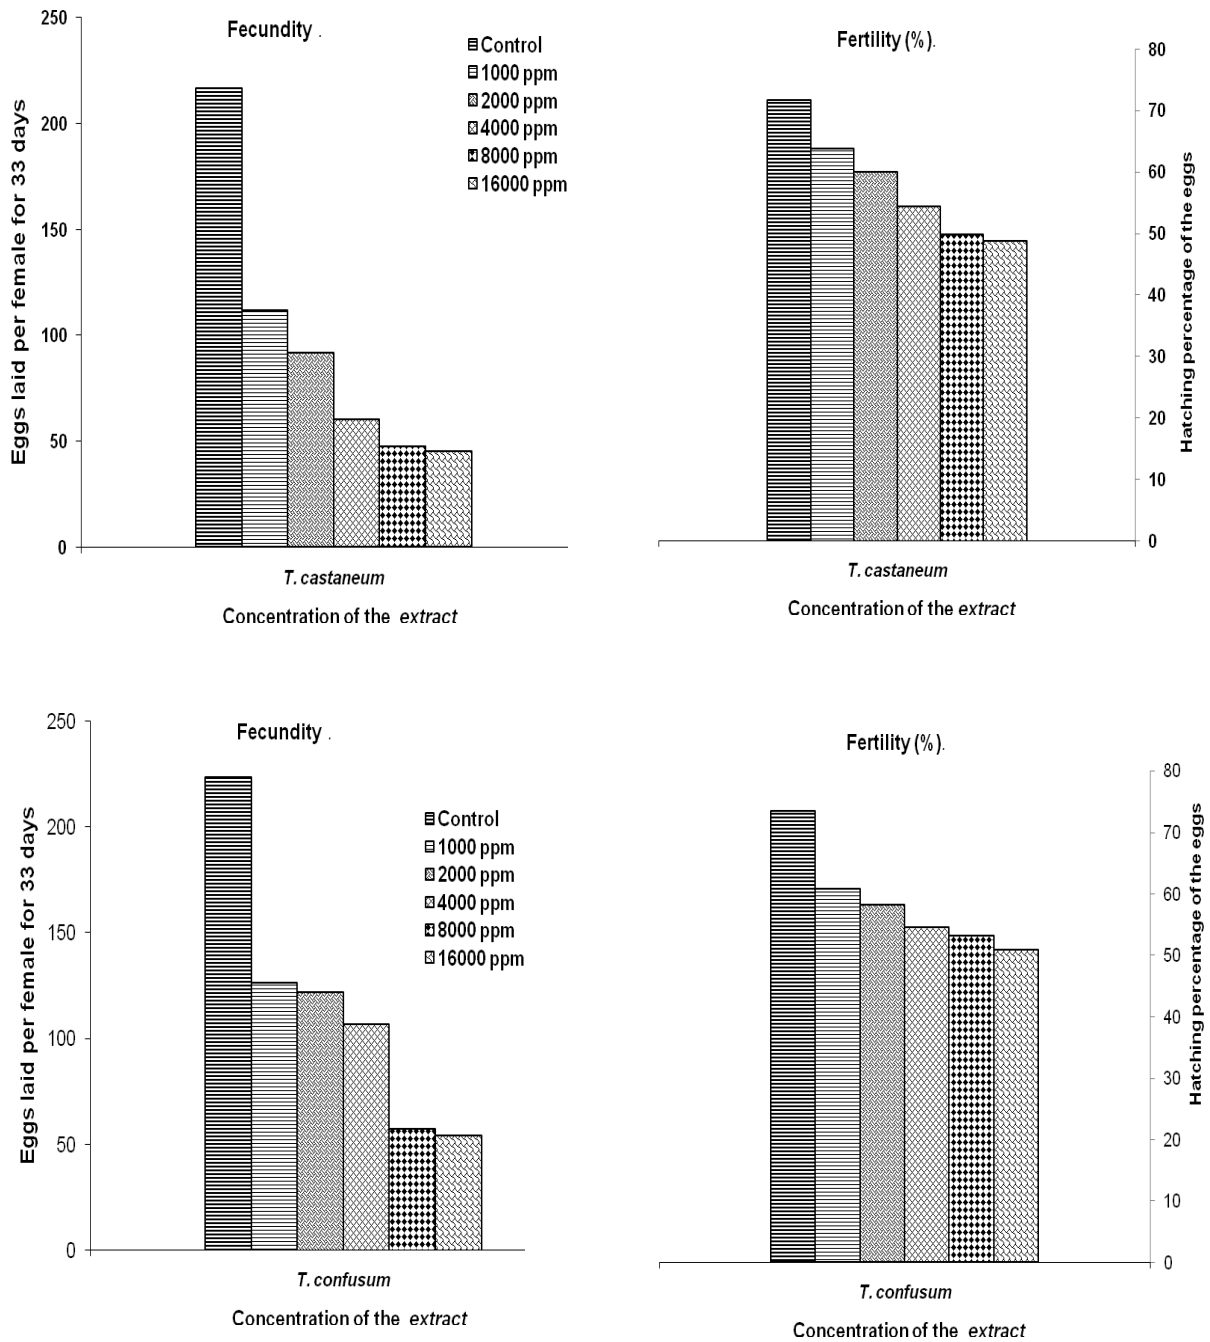 Fecundity .
Eggs laid per female for 33 days
250
200
150
100
50
0
Control
1000 ppm
2000 ppm
4000 ppm
8000 ppm
16000 ppm
T. castaneum
Concentration of the extract
Fertility (%).
80
70
60
50
40
30
20
10
0
Hatching percentage of the eggs
T. castaneum
Concentration of the extract
Fecundity .
Eggs laid per female for 33 days
250
200
150
100
50
0
Control
1000 ppm
2000 ppm
4000 ppm
8000 ppm
16000 ppm
T. confusum
Concentration of the extract
Fertility (%).
80
70
60
50
40
30
20
10
0
Hatching percentage of the eggs
T. confusum
Concentration of the extract